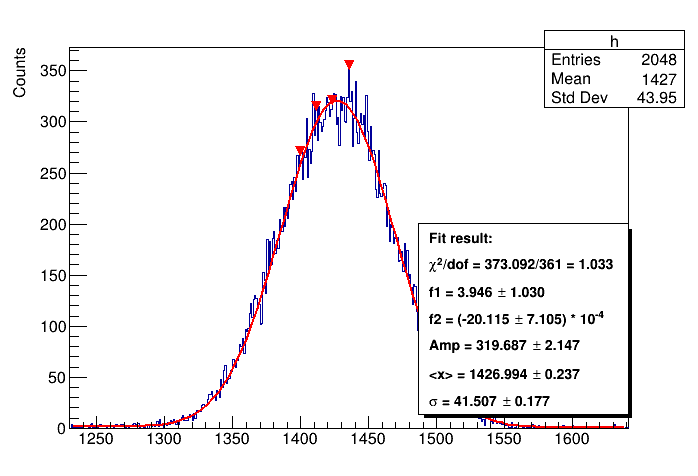 h
Entries 2048
Mean 1427
Std Dev 43.95
Counts
350
300
250
200
150
100
50
0
Fit result:
χ²/dof = 373.092/361 = 1.033
f1 = 3.946 ± 1.030
f2 = (-20.115 ± 7.105) * 10⁻⁴
Amp = 319.687 ± 2.147
<x> = 1426.994 ± 0.237
σ = 41.507 ± 0.177
1250 1300 1350 1400 1450 1500 1550 1600